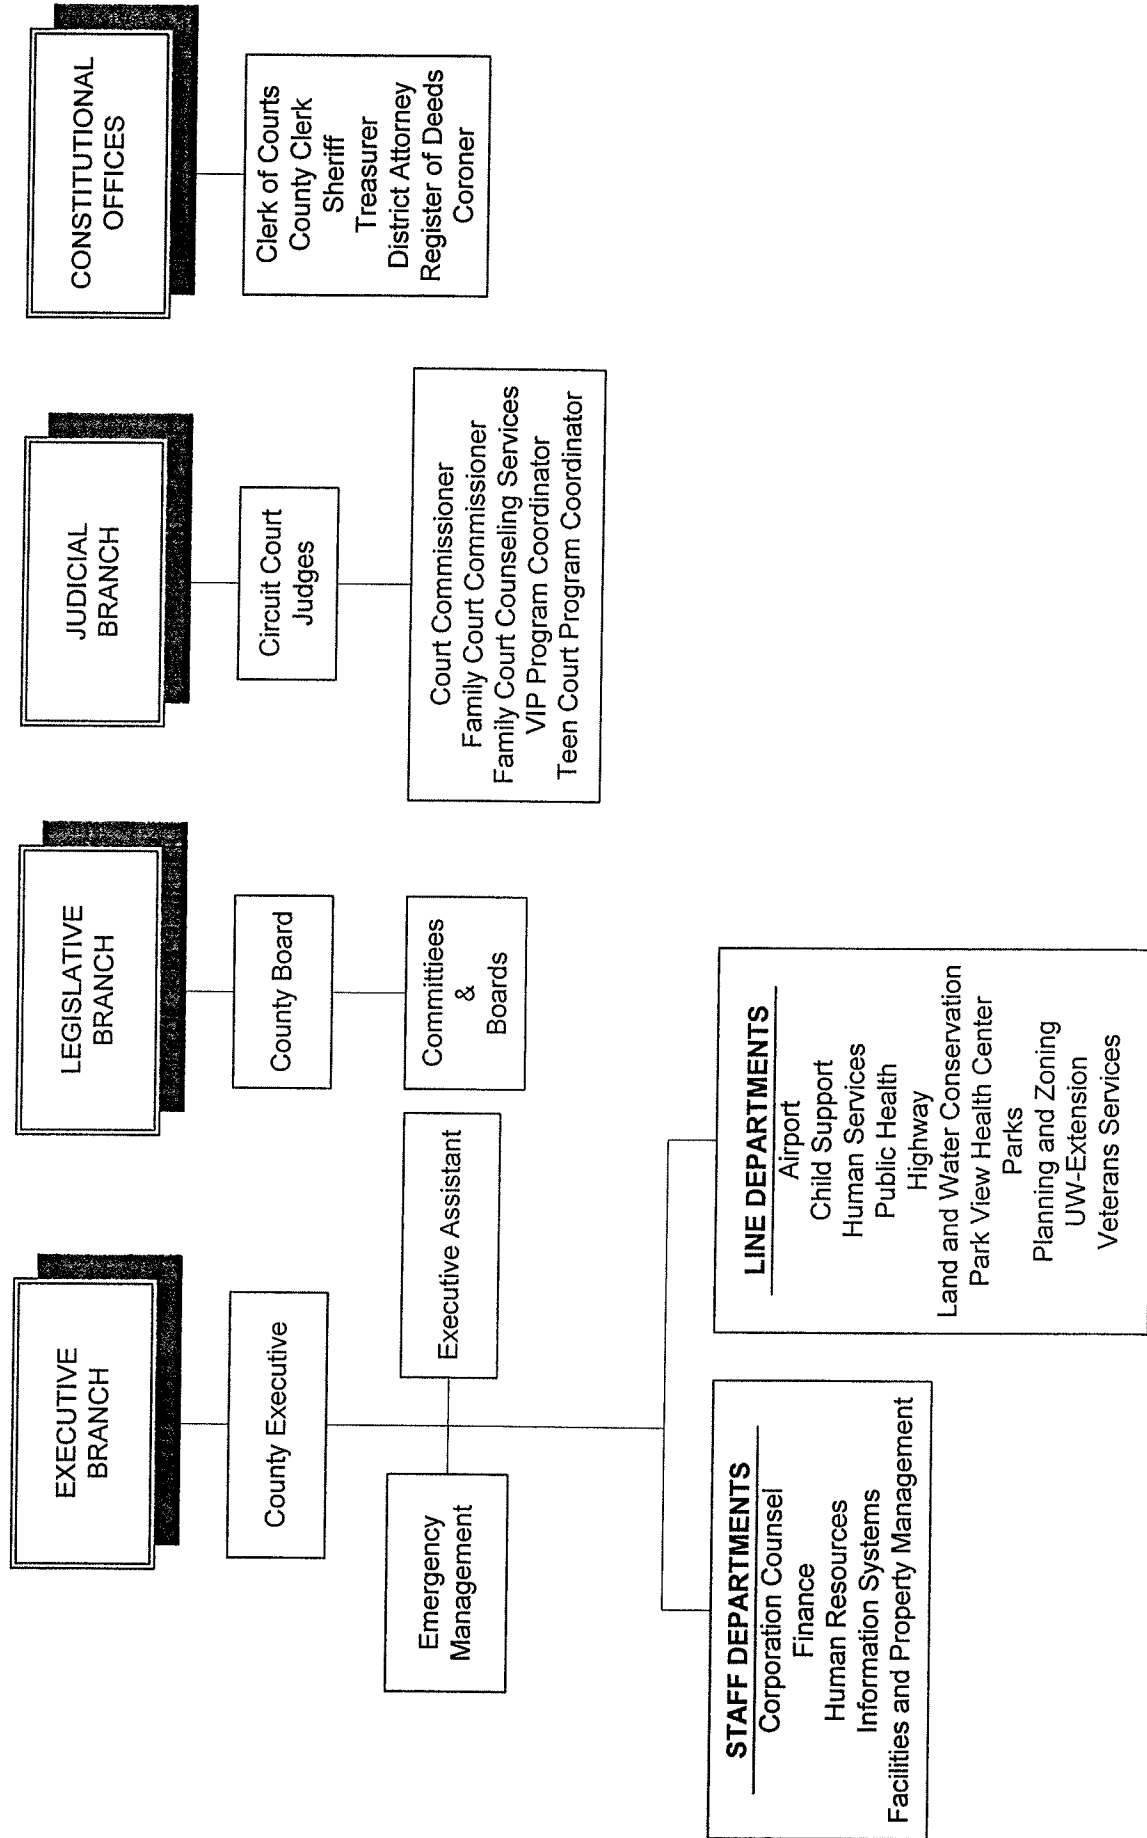 EXECUTIVE
BRANCH
County Executive
Emergency
Management
Executive Assistant
STAFF DEPARTMENTS
Corporation Counsel
Finance
Human Resources
Information Systems
Facilities and Property Management
LINE DEPARTMENTS
Airport
Child Support
Human Services
Public Health
Highway
Land and Water Conservation
Park View Health Center
Parks
Planning and Zoning
UW-Extension
Veterans Services
LEGISLATIVE
BRANCH
County Board
Committiees
&
Boards
JUDICIAL
BRANCH
Circuit Court
Judges
Court Commissioner
Family Court Commissioner
Family Court Counseling Services
VIP Program Coordinator
Teen Court Program Coordinator
CONSTITUTIONAL
OFFICES
Clerk of Courts
County Clerk
Sheriff
Treasurer
District Attorney
Register of Deeds
Coroner